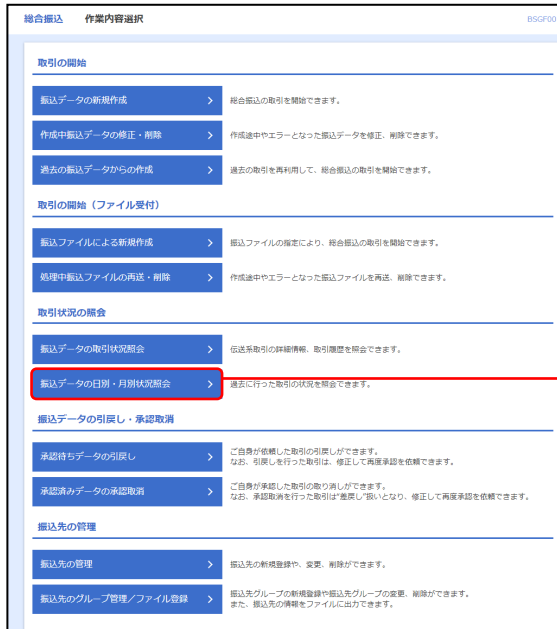 総合振込 作業内容選択 BSGF00
取引の開始
振込データの新規作成
総合振込の取引を開始できます。
作成中振込データの修正・削除
作成途中やエラーとなった振込データを修正、削除できます。
過去の振込データからの作成
過去の取引を再利用して、総合振込の取引を開始できます。
取引の開始（ファイル受付）
振込ファイルによる新規作成
振込ファイルの指定により、総合振込の取引を開始できます。
処理中振込ファイルの再送・削除
作成途中やエラーとなった振込ファイルを再送、削除できます。
取引状況の照会
振込データの取引状況照会
伝送系取引の詳細情報、取引履歴を照会できます。
振込データの日別・月別状況照会
過去に行った取引の状況を照会できます。
振込データの引戻し・承認取消
承認待ちデータの引戻し
ご自身が依頼した取引の引戻しができます。
なお、引戻しを行った取引は、修正して再度承認を依頼できます。
承認済みデータの承認取消
ご自身が承認した取引の取り消しができます。
なお、承認取消を行った取引は“差戻し”扱いとなり、修正して再度承認を依頼できます。
振込先の管理
振込先の管理
振込先の新規登録や、変更、削除ができます。
振込先のグループ管理／ファイル登録
振込先グループの新規登録や振込先グループの変更、削除ができます。
また、振込先の情報をファイルに出力できます。